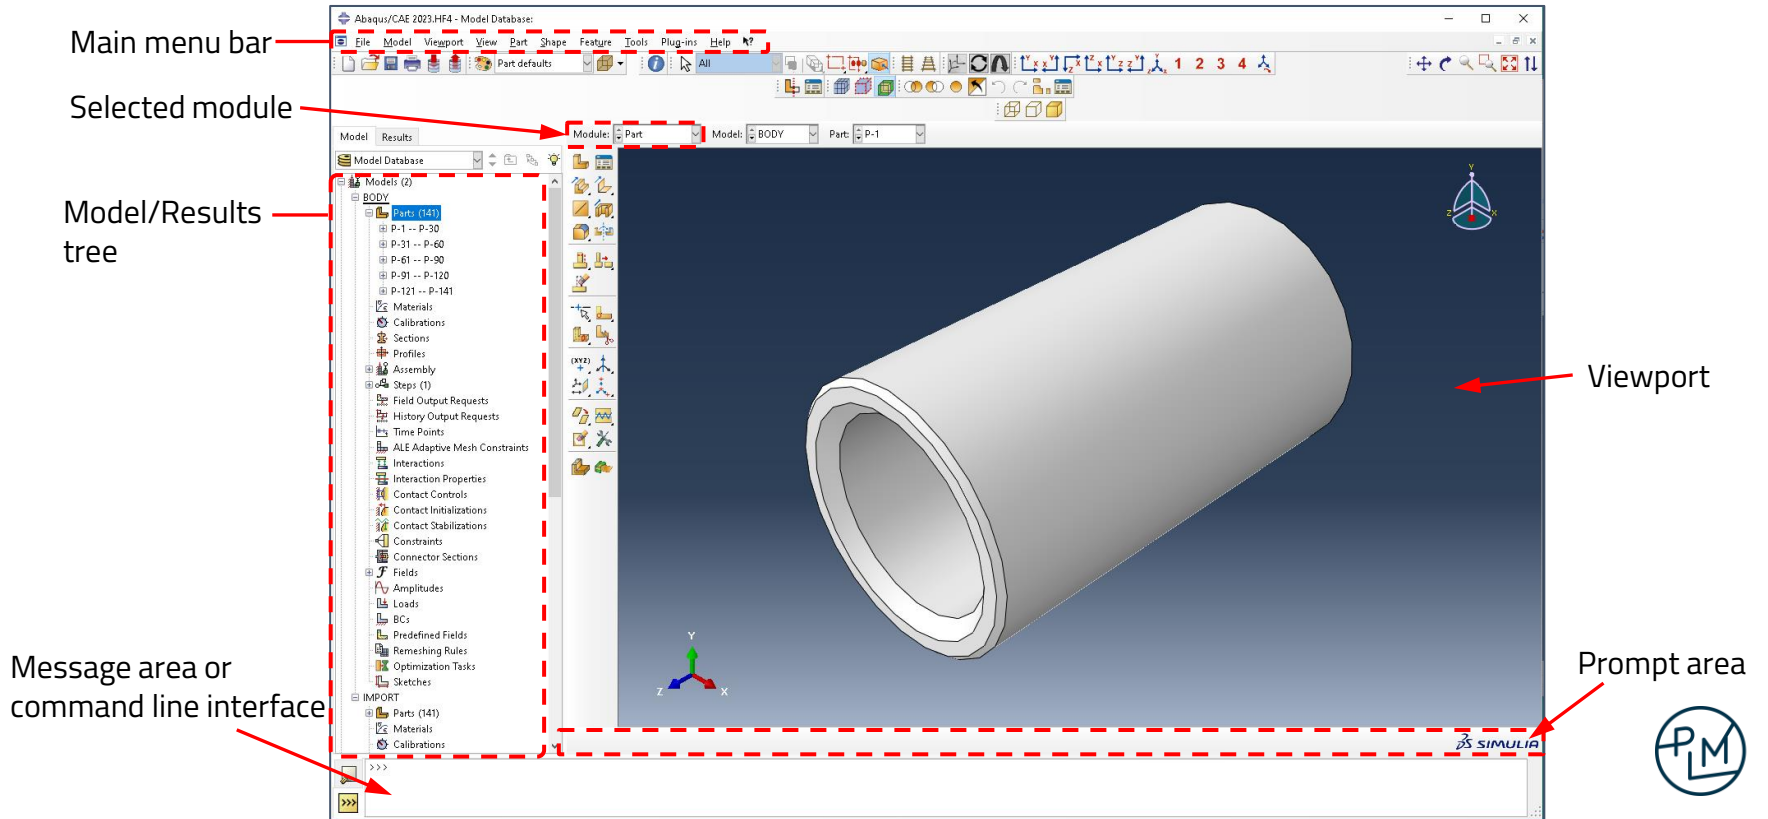 Abaqus/CAE 2023.HF4 - Model Database:
Main menu bar
File Model Viewport View Part Shape Feature Tools Plug-ins Help
Part defaults
All
1 2 3 4
Selected module
Model Results
Module: Part Model: BODY Part: P-1
Model Database
Models (2)
BODY
Parts (141)
P-1 -- P-30
P-31 -- P-60
P-61 -- P-90
P-91 -- P-120
P-121 -- P-141
Materials
Calibrations
Sections
Profiles
Assembly
Steps (1)
Field Output Requests
History Output Requests
Time Points
ALE Adaptive Mesh Constraints
Interactions
Interaction Properties
Contact Controls
Contact Initializations
Contact Stabilizations
Constraints
Connector Sections
Fields
Amplitudes
Loads
BCs
Predefined Fields
Remeshing Rules
Optimization Tasks
Sketches
IMPORT
Parts (141)
Materials
Calibrations
Model/Results
tree
(XYZ)
Y
Z X
Viewport
Y
Z X
Message area or
command line interface
Prompt area
SIMULIA
>>>
>>>
PLM